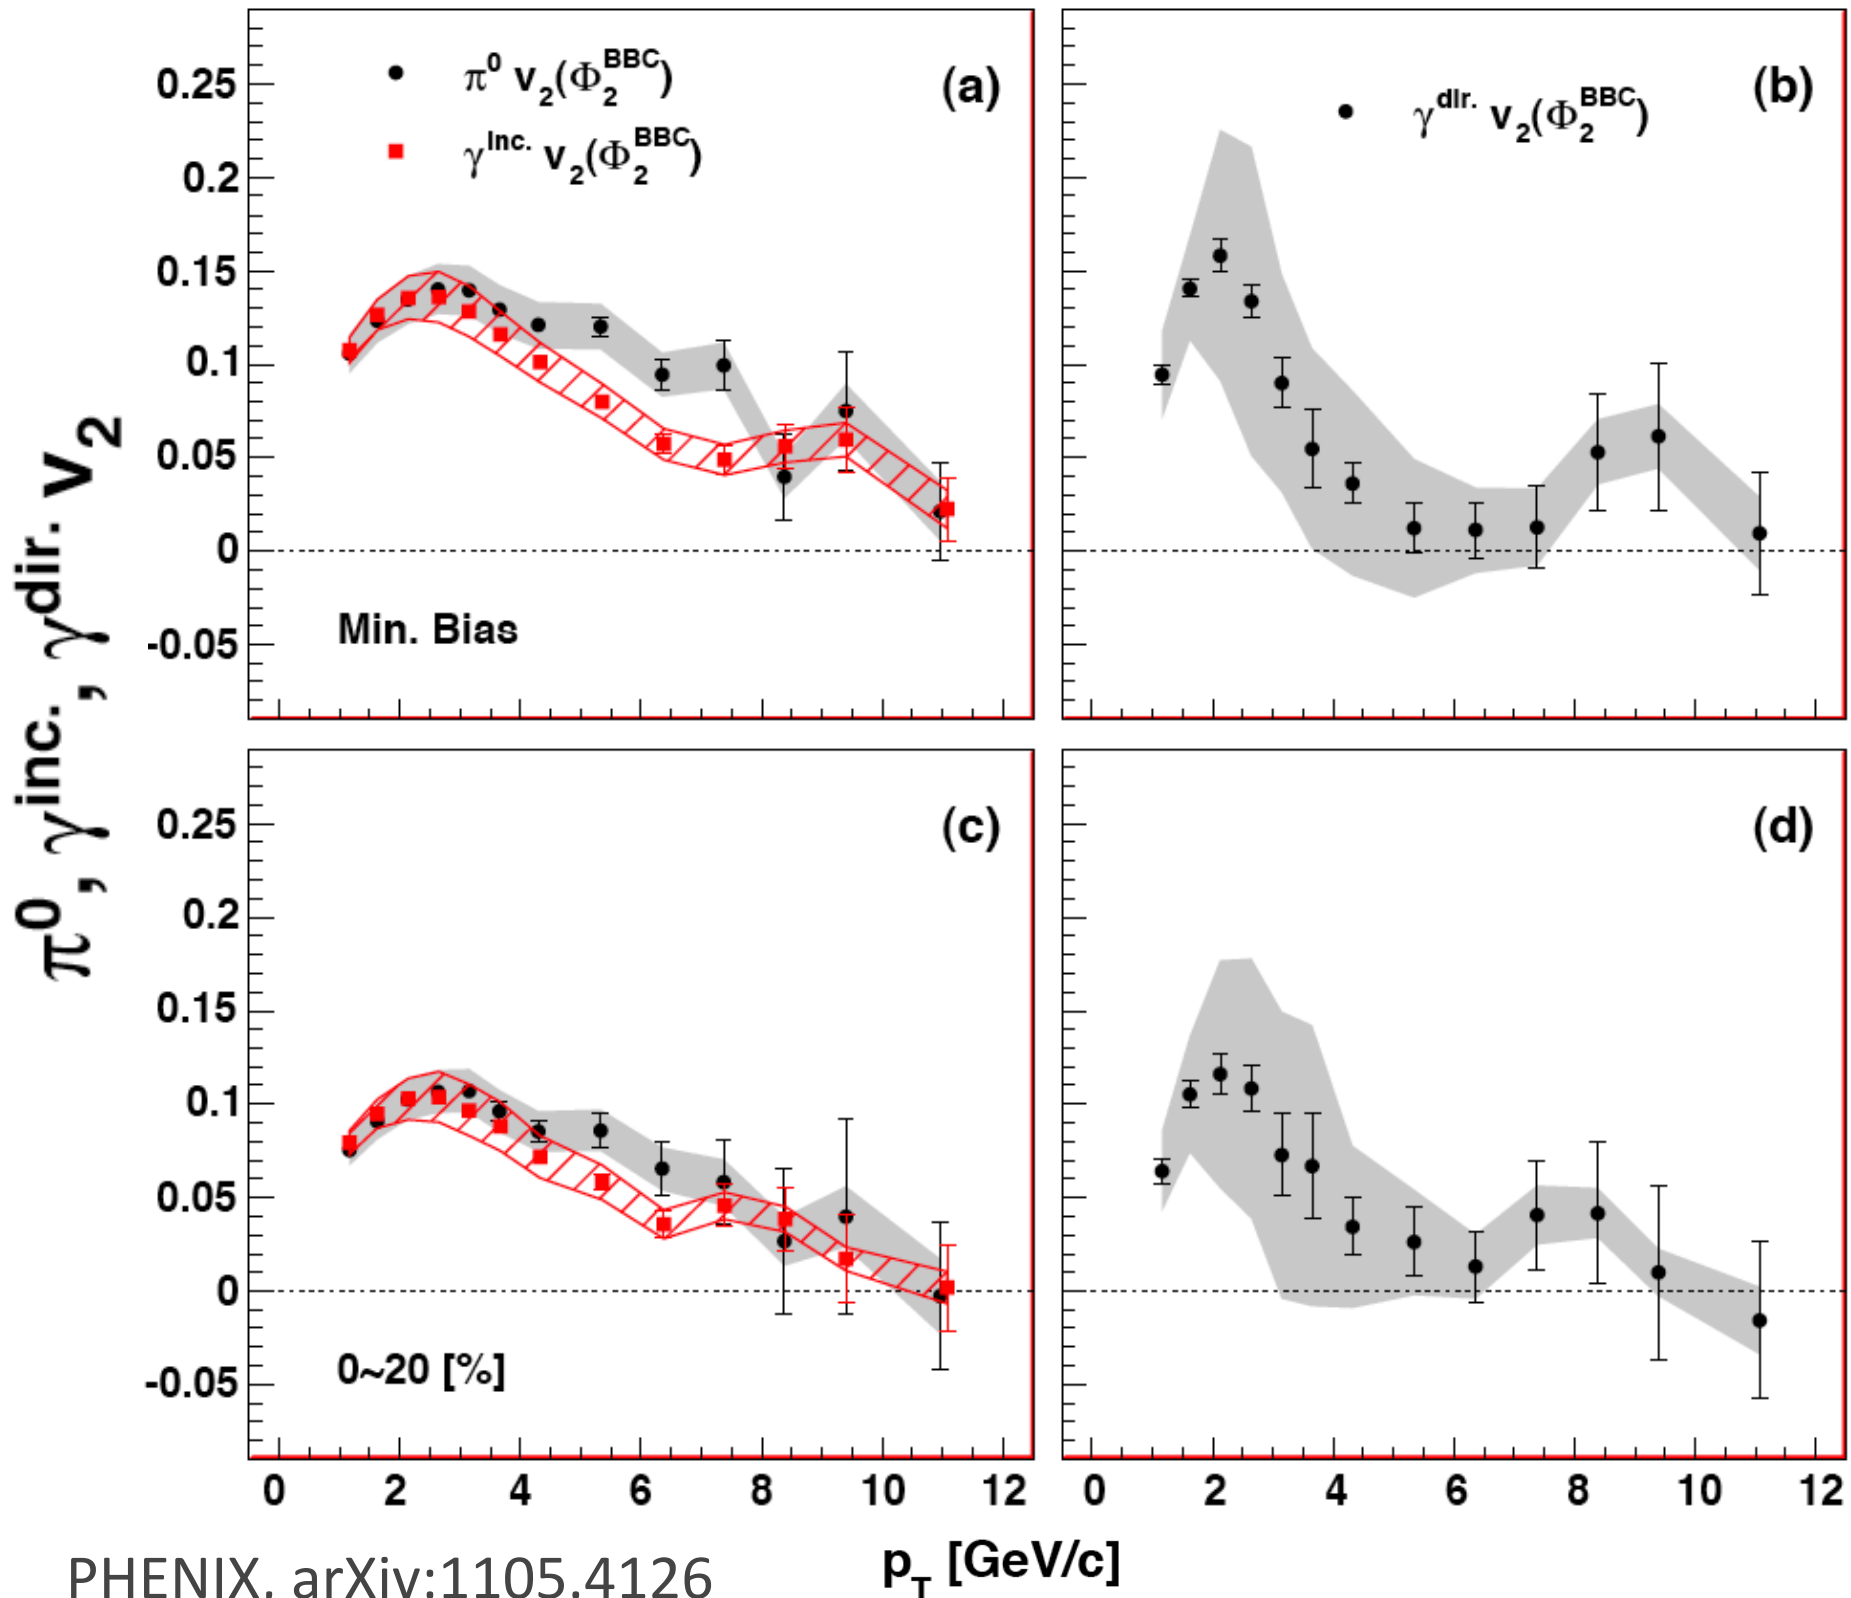 π⁰, γ^inc., γ^dir. v₂
π⁰ v₂(Φ₂^BBC)
γ^inc. v₂(Φ₂^BBC)
(a)
0.25
0.2
0.15
0.1
0.05
0
-0.05
Min. Bias
γ^dir. v₂(Φ₂^BBC)
(b)
(c)
0.25
0.2
0.15
0.1
0.05
0
-0.05
0~20 [%]
(d)
0 2 4 6 8 10 12
0 2 4 6 8 10 12
p_T [GeV/c]
PHENIX. arXiv:1105.4126